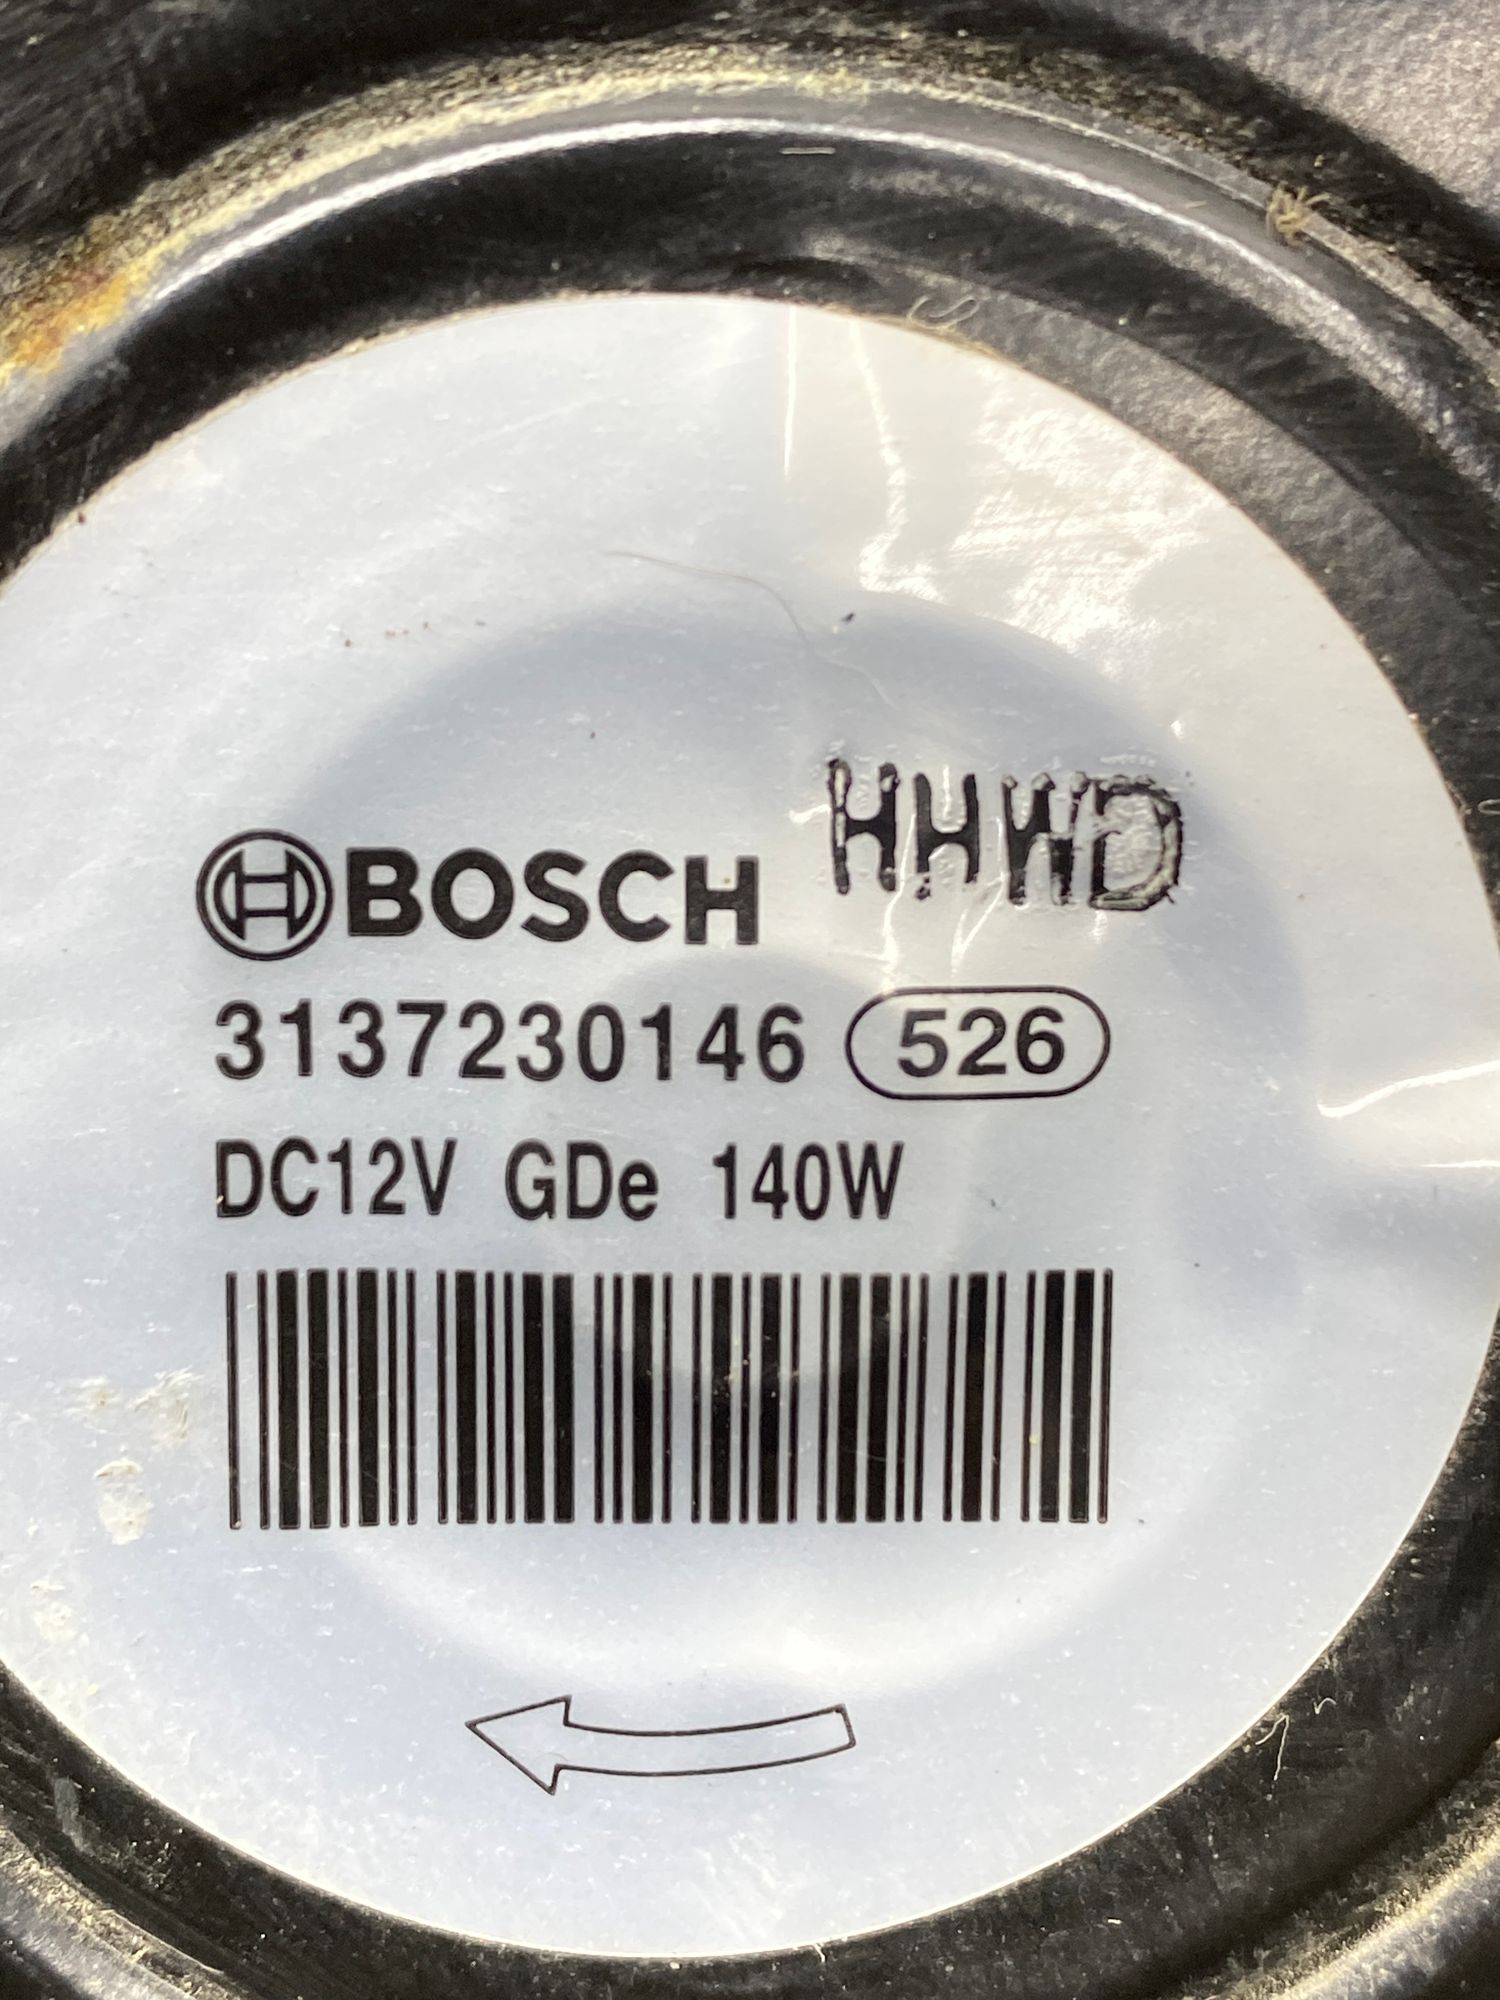 HHWD
BOSCH
3137230146 526
DC12V GDe 140W